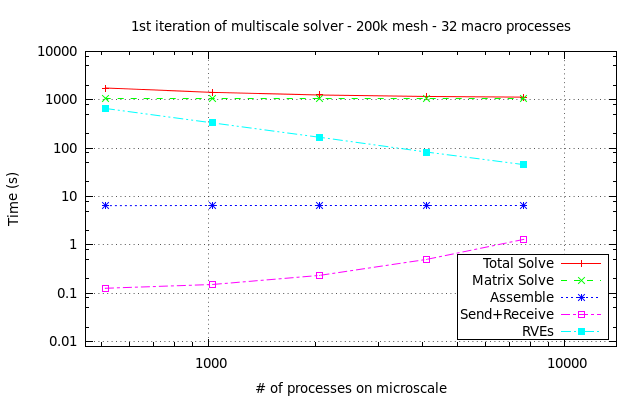 1st iteration of multiscale solver - 200k mesh - 32 macro processes
10000
1000
100
10
1
0.1
0.01
Time (s)
Total Solve
Matrix Solve
Assemble
Send+Receive
RVEs
1000
10000
# of processes on microscale